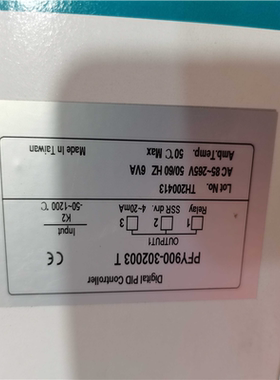 Digital PID Controller
PFY900-302003 T CE
OUTPUT1
1 2 3
Relay SSR drv. 4~20mA
Input
K2
-50~1200 ℃
Lot No. TH200413
AC 85~265V 50/60 HZ 6VA
Amb.Temp. 50℃ Max
Made in Taiwan